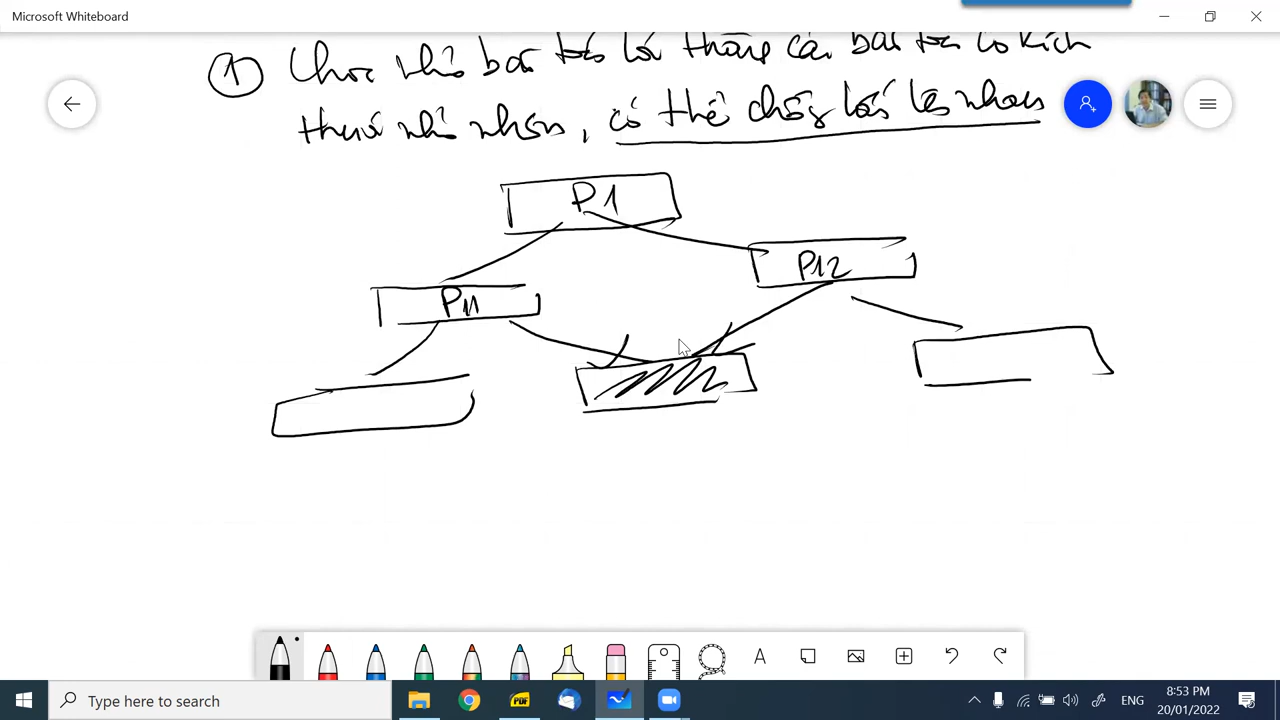 Microsoft Whiteboard
① Chia nhỏ bài toán lớn thành các bài toán có kích
thước nhỏ hơn, có thể chồng lấn lên nhau
P1
P12
P11
Type here to search
PDF
ENG
8:53 PM
20/01/2022